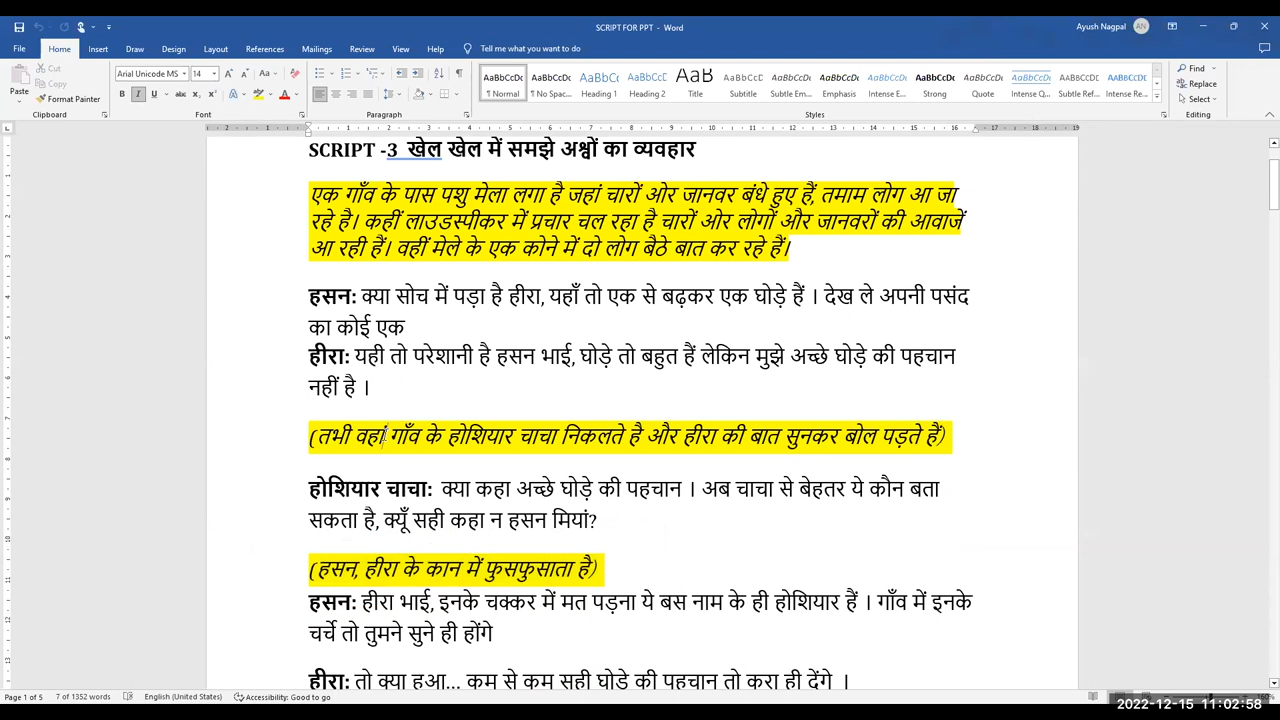 SCRIPT FOR PPT - Word
Ayush Nagpal AN
File Home Insert Draw Design Layout References Mailings Review View Help Tell me what you want to do
Paste Cut Copy Format Painter
Arial Unicode MS 14
Clipboard Font Paragraph Styles Editing
Normal No Spac... Heading 1 Heading 2 Title Subtitle Subtle Em... Emphasis Intense E... Strong Quote Intense Q... Subtle Ref... Intense Re...
Find Replace Select
SCRIPT -3 खेल खेल में समझे अश्वों का व्यवहार
एक गाँव के पास पशु मेला लगा है जहां चारों ओर जानवर बंधे हुए हैं, तमाम लोग आ जा
रहे है। कहीं लाउडस्पीकर में प्रचार चल रहा है चारों ओर लोगों और जानवरों की आवाजें
आ रही हैं। वहीं मेले के एक कोने में दो लोग बैठे बात कर रहे हैं।
हसन: क्या सोच में पड़ा है हीरा, यहाँ तो एक से बढ़कर एक घोड़े हैं । देख ले अपनी पसंद
का कोई एक
हीरा: यही तो परेशानी है हसन भाई, घोड़े तो बहुत हैं लेकिन मुझे अच्छे घोड़े की पहचान
नहीं है ।
(तभी वहां गाँव के होशियार चाचा निकलते है और हीरा की बात सुनकर बोल पड़ते हैं)
होशियार चाचा: क्या कहा अच्छे घोड़े की पहचान । अब चाचा से बेहतर ये कौन बता
सकता है, क्यूँ सही कहा न हसन मियां?
(हसन, हीरा के कान में फुसफुसाता है)
हसन: हीरा भाई, इनके चक्कर में मत पड़ना ये बस नाम के ही होशियार हैं । गाँव में इनके
चर्चे तो तुमने सुने ही होंगे
हीरा: तो क्या हुआ... कम से कम सही घोड़े की पहचान तो करा ही देंगे ।
Page 1 of 5 7 of 1352 words English (United States) Accessibility: Good to go
2022-12-15 11:02:58